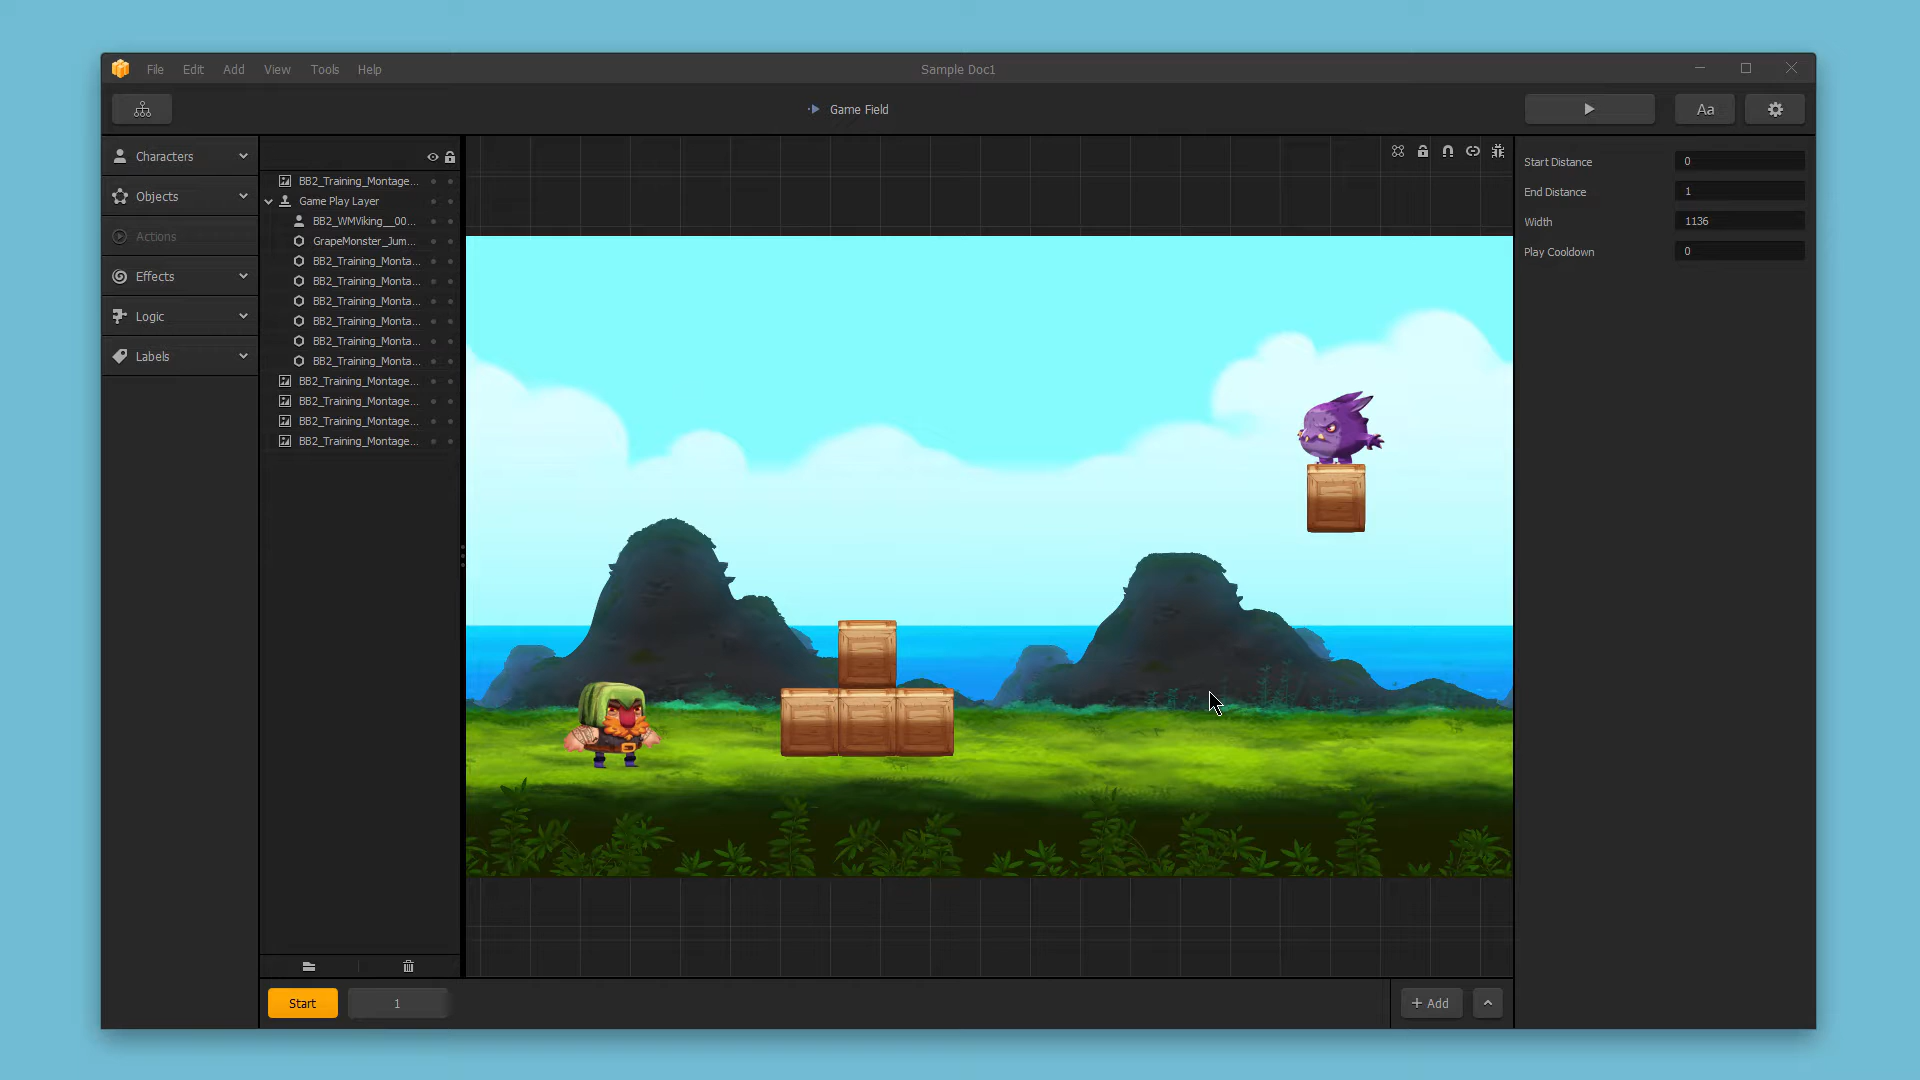 File Edit Add View Tools Help
Sample Doc1
Game Field
Aa
Characters
Objects
Actions
Effects
Logic
Labels
BB2_Training_Montage...
Game Play Layer
BB2_WMViking__00...
GrapeMonster_Jum...
BB2_Training_Monta...
BB2_Training_Monta...
BB2_Training_Monta...
BB2_Training_Monta...
BB2_Training_Monta...
BB2_Training_Monta...
BB2_Training_Montage...
BB2_Training_Montage...
BB2_Training_Montage...
BB2_Training_Montage...
Start Distance 0
End Distance 1
Width 1136
Play Cooldown 0
Start 1
+ Add